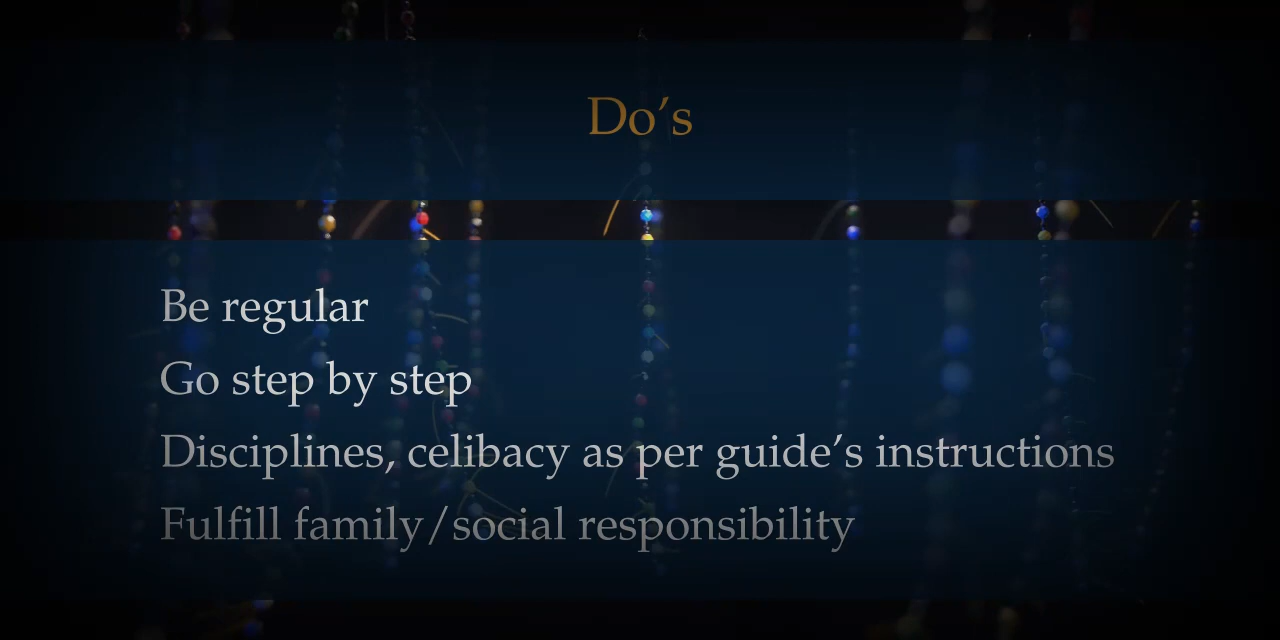 Do’s
Be regular
Go step by step
Disciplines, celibacy as per guide’s instructions
Fulfill family/social responsibility